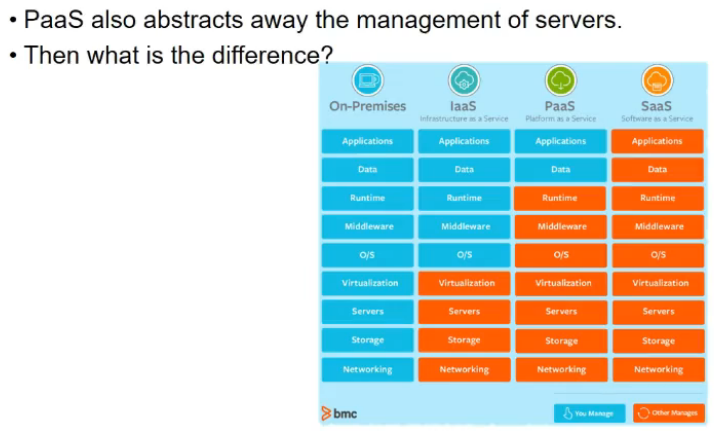 • PaaS also abstracts away the management of servers.
• Then what is the difference?
On-Premises IaaS PaaS SaaS
Infrastructure as a Service Platform as a Service Software as a Service
Applications Applications Applications Applications
Data Data Data Data
Runtime Runtime Runtime Runtime
Middleware Middleware Middleware Middleware
O/S O/S O/S O/S
Virtualization Virtualization Virtualization Virtualization
Servers Servers Servers Servers
Storage Storage Storage Storage
Networking Networking Networking Networking
bmc You Manage Other Manages